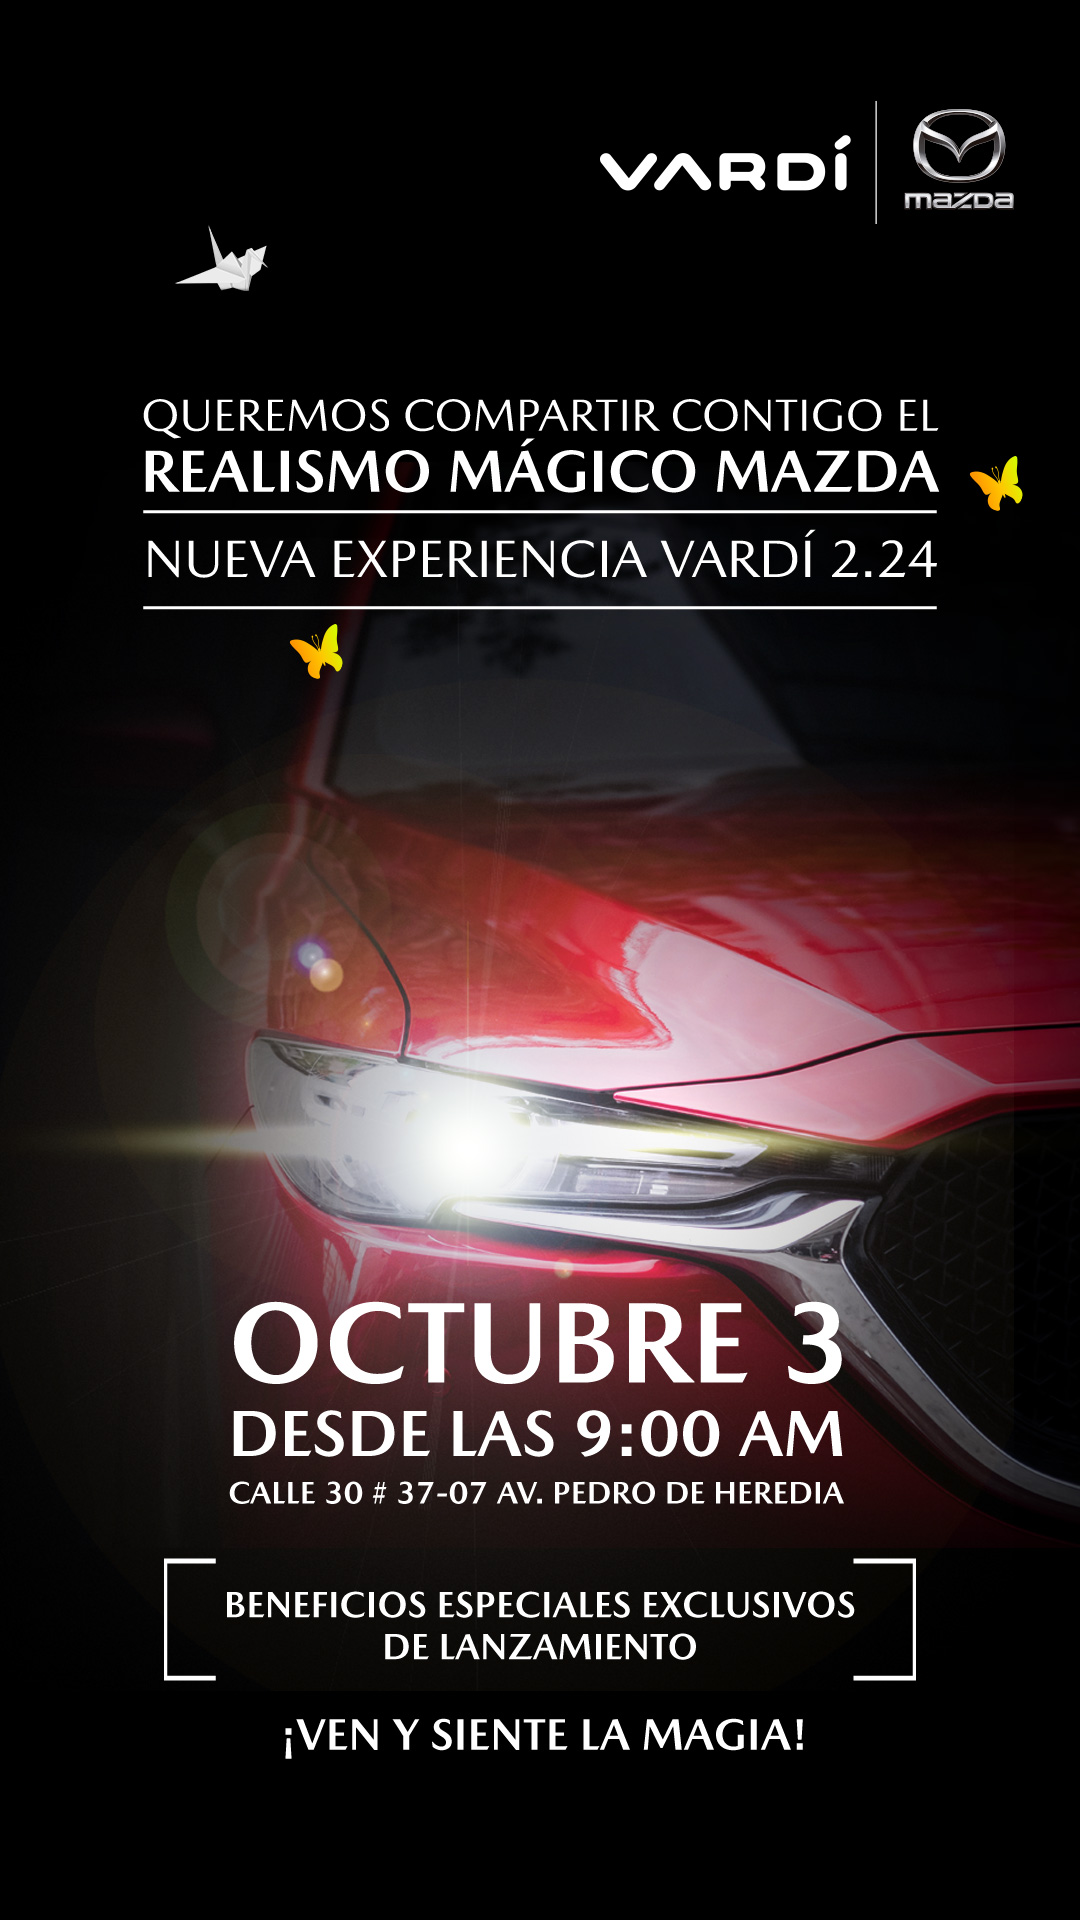 VARDÍ
mazda
QUEREMOS COMPARTIR CONTIGO EL
REALISMO MÁGICO MAZDA
NUEVA EXPERIENCIA VARDÍ 2.24
OCTUBRE 3
DESDE LAS 9:00 AM
CALLE 30 # 37-07 AV. PEDRO DE HEREDIA
BENEFICIOS ESPECIALES EXCLUSIVOS
DE LANZAMIENTO
¡VEN Y SIENTE LA MAGIA!